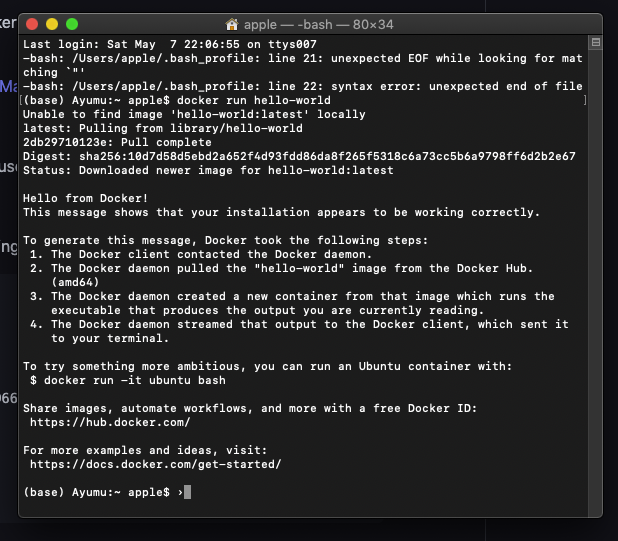 apple — -bash — 80×34
Last login: Sat May  7 22:06:55 on ttys007
-bash: /Users/apple/.bash_profile: line 21: unexpected EOF while looking for mat
ching `"'
-bash: /Users/apple/.bash_profile: line 22: syntax error: unexpected end of file
[(base) Ayumu:~ apple$ docker run hello-world ]
Unable to find image 'hello-world:latest' locally
latest: Pulling from library/hello-world
2db29710123e: Pull complete
Digest: sha256:10d7d58d5ebd2a652f4d93fdd86da8f265f5318c6a73cc5b6a9798ff6d2b2e67
Status: Downloaded newer image for hello-world:latest
Hello from Docker!
This message shows that your installation appears to be working correctly.
To generate this message, Docker took the following steps:
 1. The Docker client contacted the Docker daemon.
 2. The Docker daemon pulled the "hello-world" image from the Docker Hub.
    (amd64)
 3. The Docker daemon created a new container from that image which runs the
    executable that produces the output you are currently reading.
 4. The Docker daemon streamed that output to the Docker client, which sent it
    to your terminal.
To try something more ambitious, you can run an Ubuntu container with:
 $ docker run -it ubuntu bash
Share images, automate workflows, and more with a free Docker ID:
 https://hub.docker.com/
For more examples and ideas, visit:
 https://docs.docker.com/get-started/
(base) Ayumu:~ apple$ ›